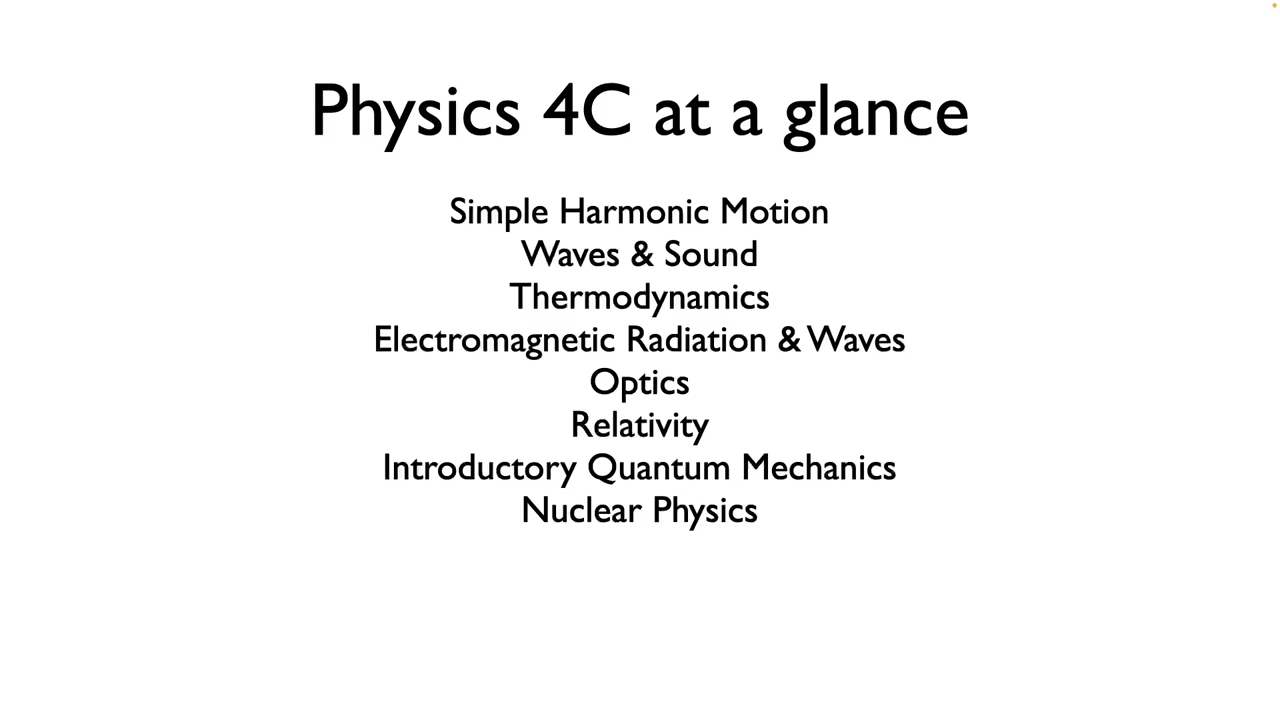 Physics 4C at a glance
Simple Harmonic Motion
Waves & Sound
Thermodynamics
Electromagnetic Radiation & Waves
Optics
Relativity
Introductory Quantum Mechanics
Nuclear Physics